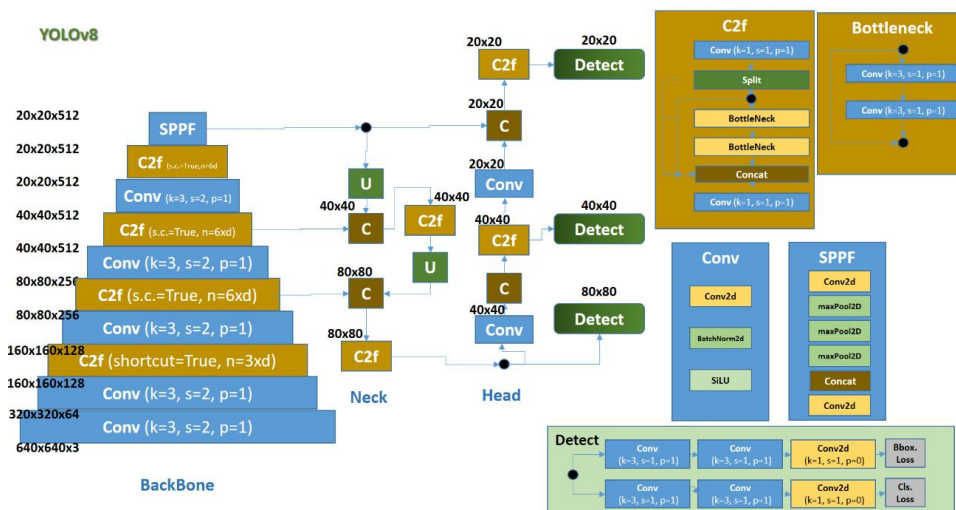 YOLOv8
20x20x512
SPPF
20x20x512
C2f (s.c.=True,n=6xd
20x20x512
Conv (k=3, s=2, p=1)
40x40x512
C2f (s.c.=True, n=6xd)
40x40x512
Conv (k=3, s=2, p=1)
80x80x256
C2f (s.c.=True, n=6xd)
80x80x256
Conv (k=3, s=2, p=1)
160x160x128
C2f (shortcut=True, n=3xd)
160x160x128
Conv (k=3, s=2, p=1)
320x320x64
Conv (k=3, s=2, p=1)
640x640x3
BackBone
U
40x40
C
40x40
C2f
U
80x80
C
80x80
C2f
Neck
20x20
C2f
20x20
Detect
20x20
C
20x20
Conv
40x40
C2f
40x40
Detect
C
40x40
Conv
80x80
Detect
Head
C2f
Conv (k=1, s=1, p=1)
Split
BottleNeck
BottleNeck
Concat
Conv (k=1, s=1, p=1)
Bottleneck
Conv
(k=3, s=1, p=1)
Conv
(k=3, s=1, p=1)
Conv
Conv2d
BatchNorm2d
SiLU
SPPF
Conv2d
maxPool2D
maxPool2D
maxPool2D
Concat
Conv2d
Detect
Conv
(k=3, s=1, p=1)
Conv
(k=3, s=1, p=1)
Conv2d
(k=1, s=1, p=0)
Bbox.
Loss
Conv
(k=3, s=1, p=1)
Conv
(k=3, s=1, p=1)
Conv2d
(k=1, s=1, p=0)
Cls.
Loss